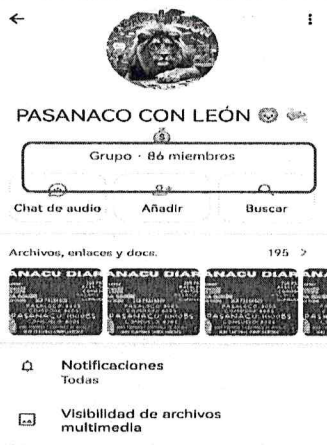 PASANACO CON LEÓN
Grupo · 86 miembros
Chat de audio
Añadir
Buscar
Archivos, enlaces y docs.
195 >
Notificaciones
Todas
Visibilidad de archivos
multimedia